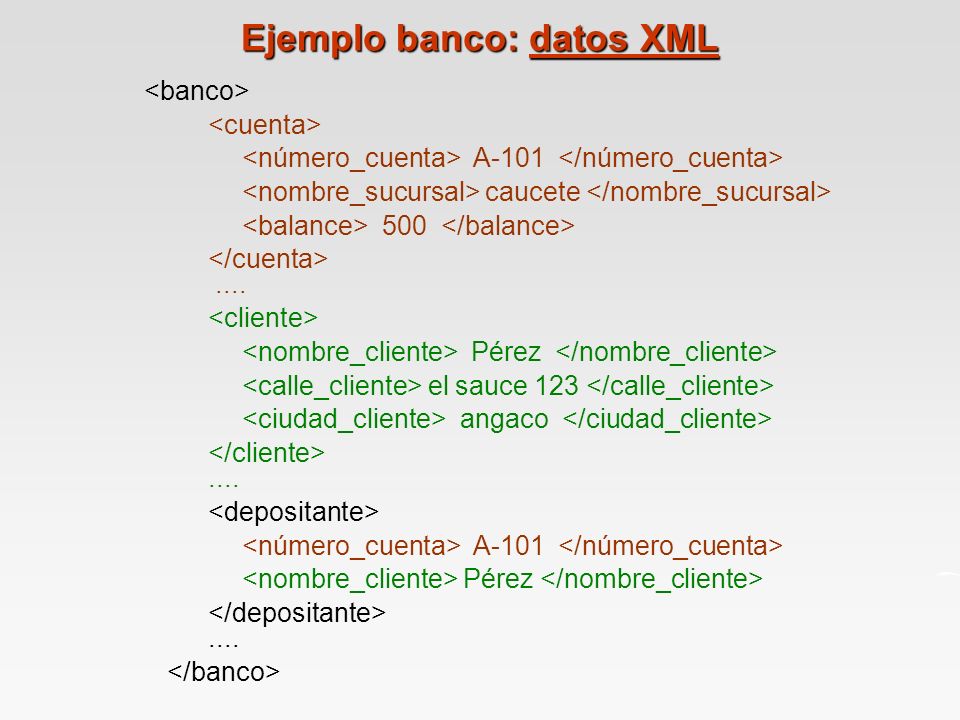 Ejemplo banco: datos XML
<banco>
<cuenta>
<número_cuenta> A-101 </número_cuenta>
<nombre_sucursal> caucete </nombre_sucursal>
<balance> 500 </balance>
</cuenta>
....
<cliente>
<nombre_cliente> Pérez </nombre_cliente>
<calle_cliente> el sauce 123 </calle_cliente>
<ciudad_cliente> angaco </ciudad_cliente>
</cliente>
....
<depositante>
<número_cuenta> A-101 </número_cuenta>
<nombre_cliente> Pérez </nombre_cliente>
</depositante>
....
</banco>